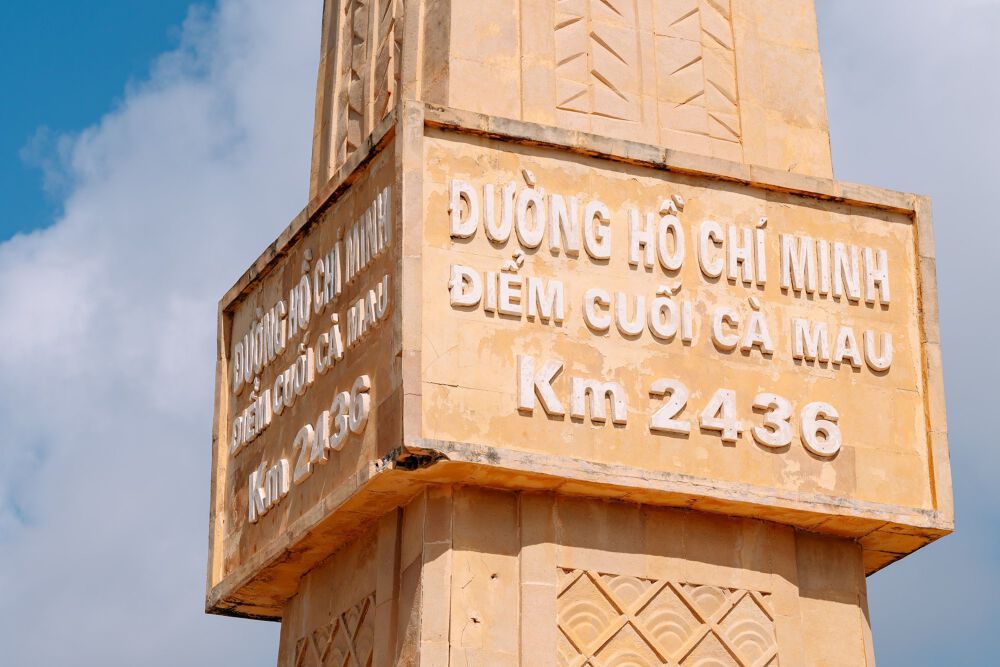 ĐƯỜNG HỒ CHÍ MINH
ĐIỂM CUỐI CÀ MAU
Km 2436
ĐƯỜNG HỒ CHÍ MINH
ĐIỂM CUỐI CÀ MAU
Km 2436